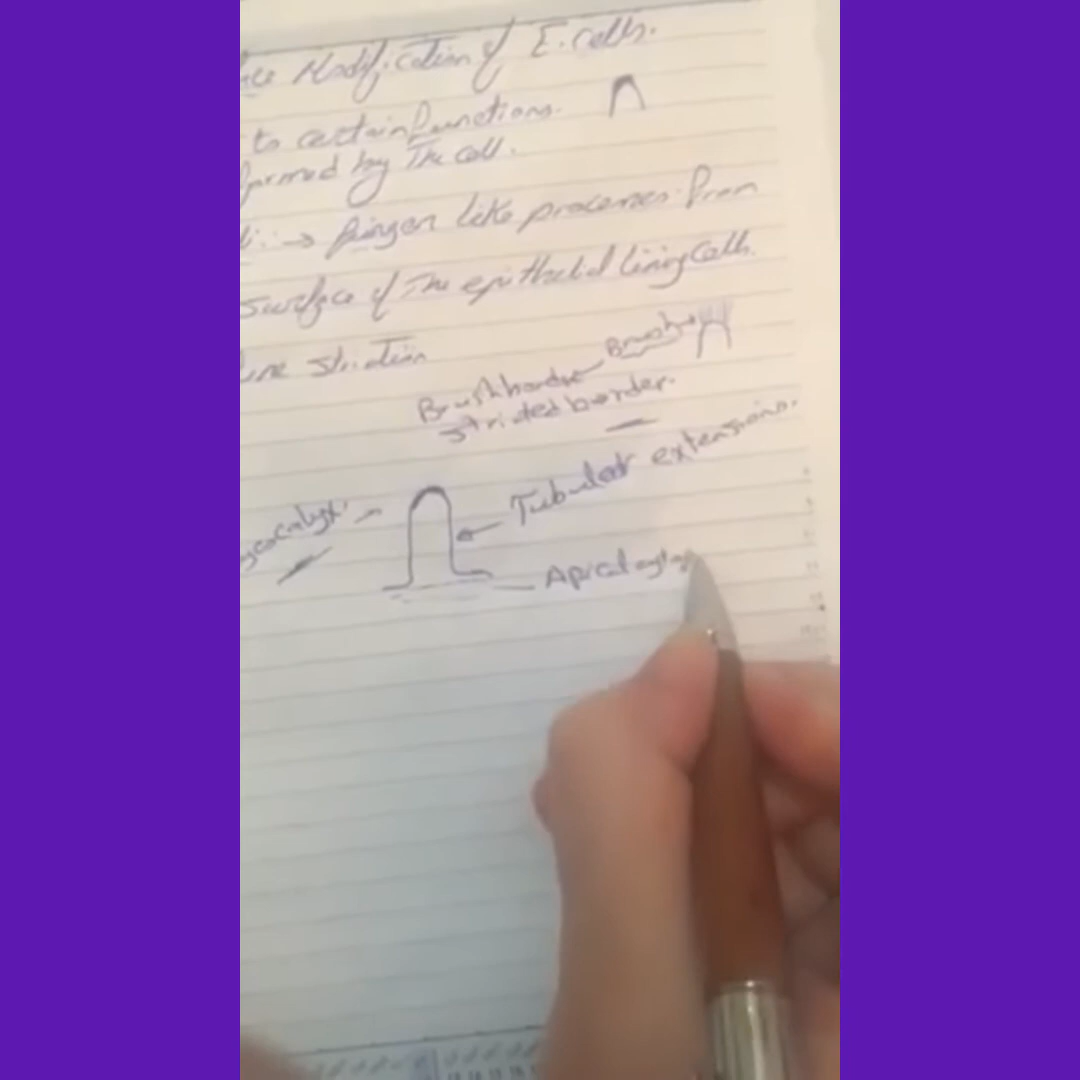 Modification of E. cells.
to certain functions.
formed by The cell.
→ finger like processes from
surface of The epithelial lining cells.
striation
Brush
Brush border
striated border.
Tubular extensions.
Apical